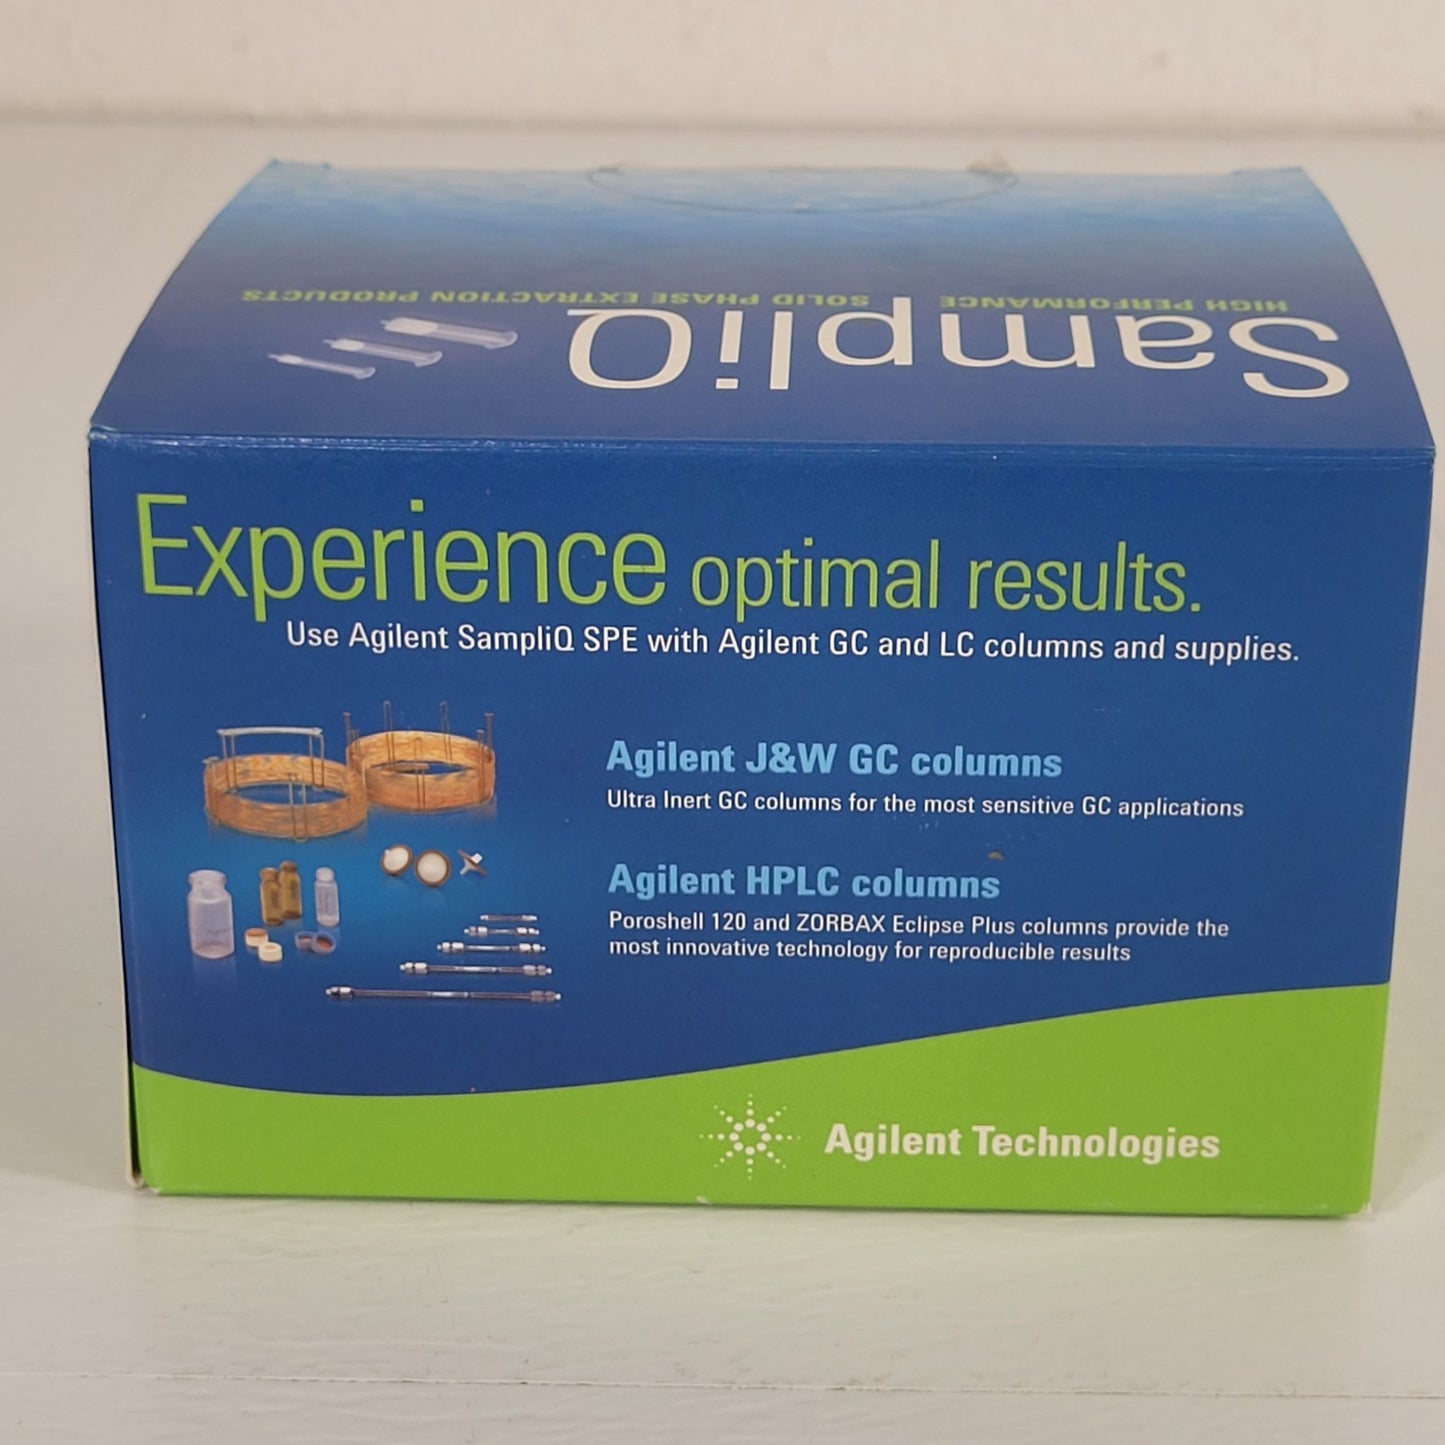 SampliQ
HIGH PERFORMANCE
SOLID PHASE EXTRACTION PRODUCTS
Experience optimal results.
Use Agilent SampliQ SPE with Agilent GC and LC columns and supplies.
Agilent J&W GC columns
Ultra Inert GC columns for the most sensitive GC applications
Agilent HPLC columns
Poroshell 120 and ZORBAX Eclipse Plus columns provide the
most innovative technology for reproducible results
Agilent Technologies